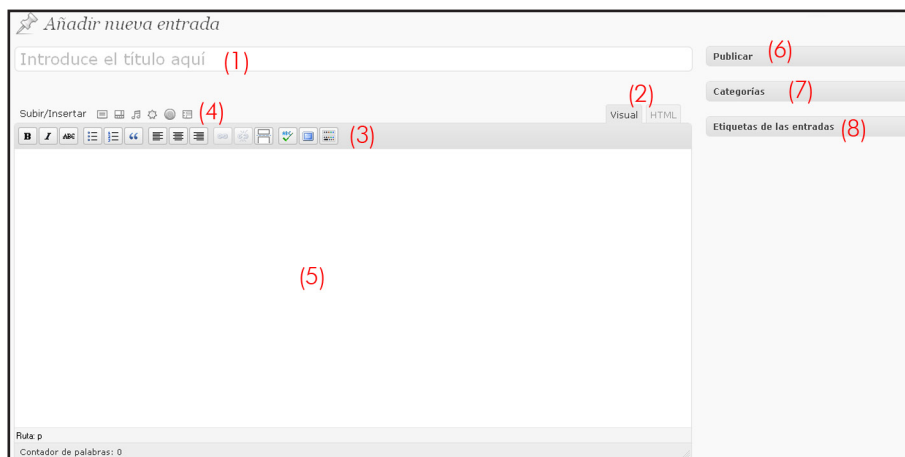 Añadir nueva entrada
Introduce el título aquí (1)
Publicar (6)
Categorías (7)
Subir/Insertar (4)
(2)
Visual HTML
Etiquetas de las entradas (8)
B I ABC (3)
(5)
Ruta: p
Contador de palabras: 0